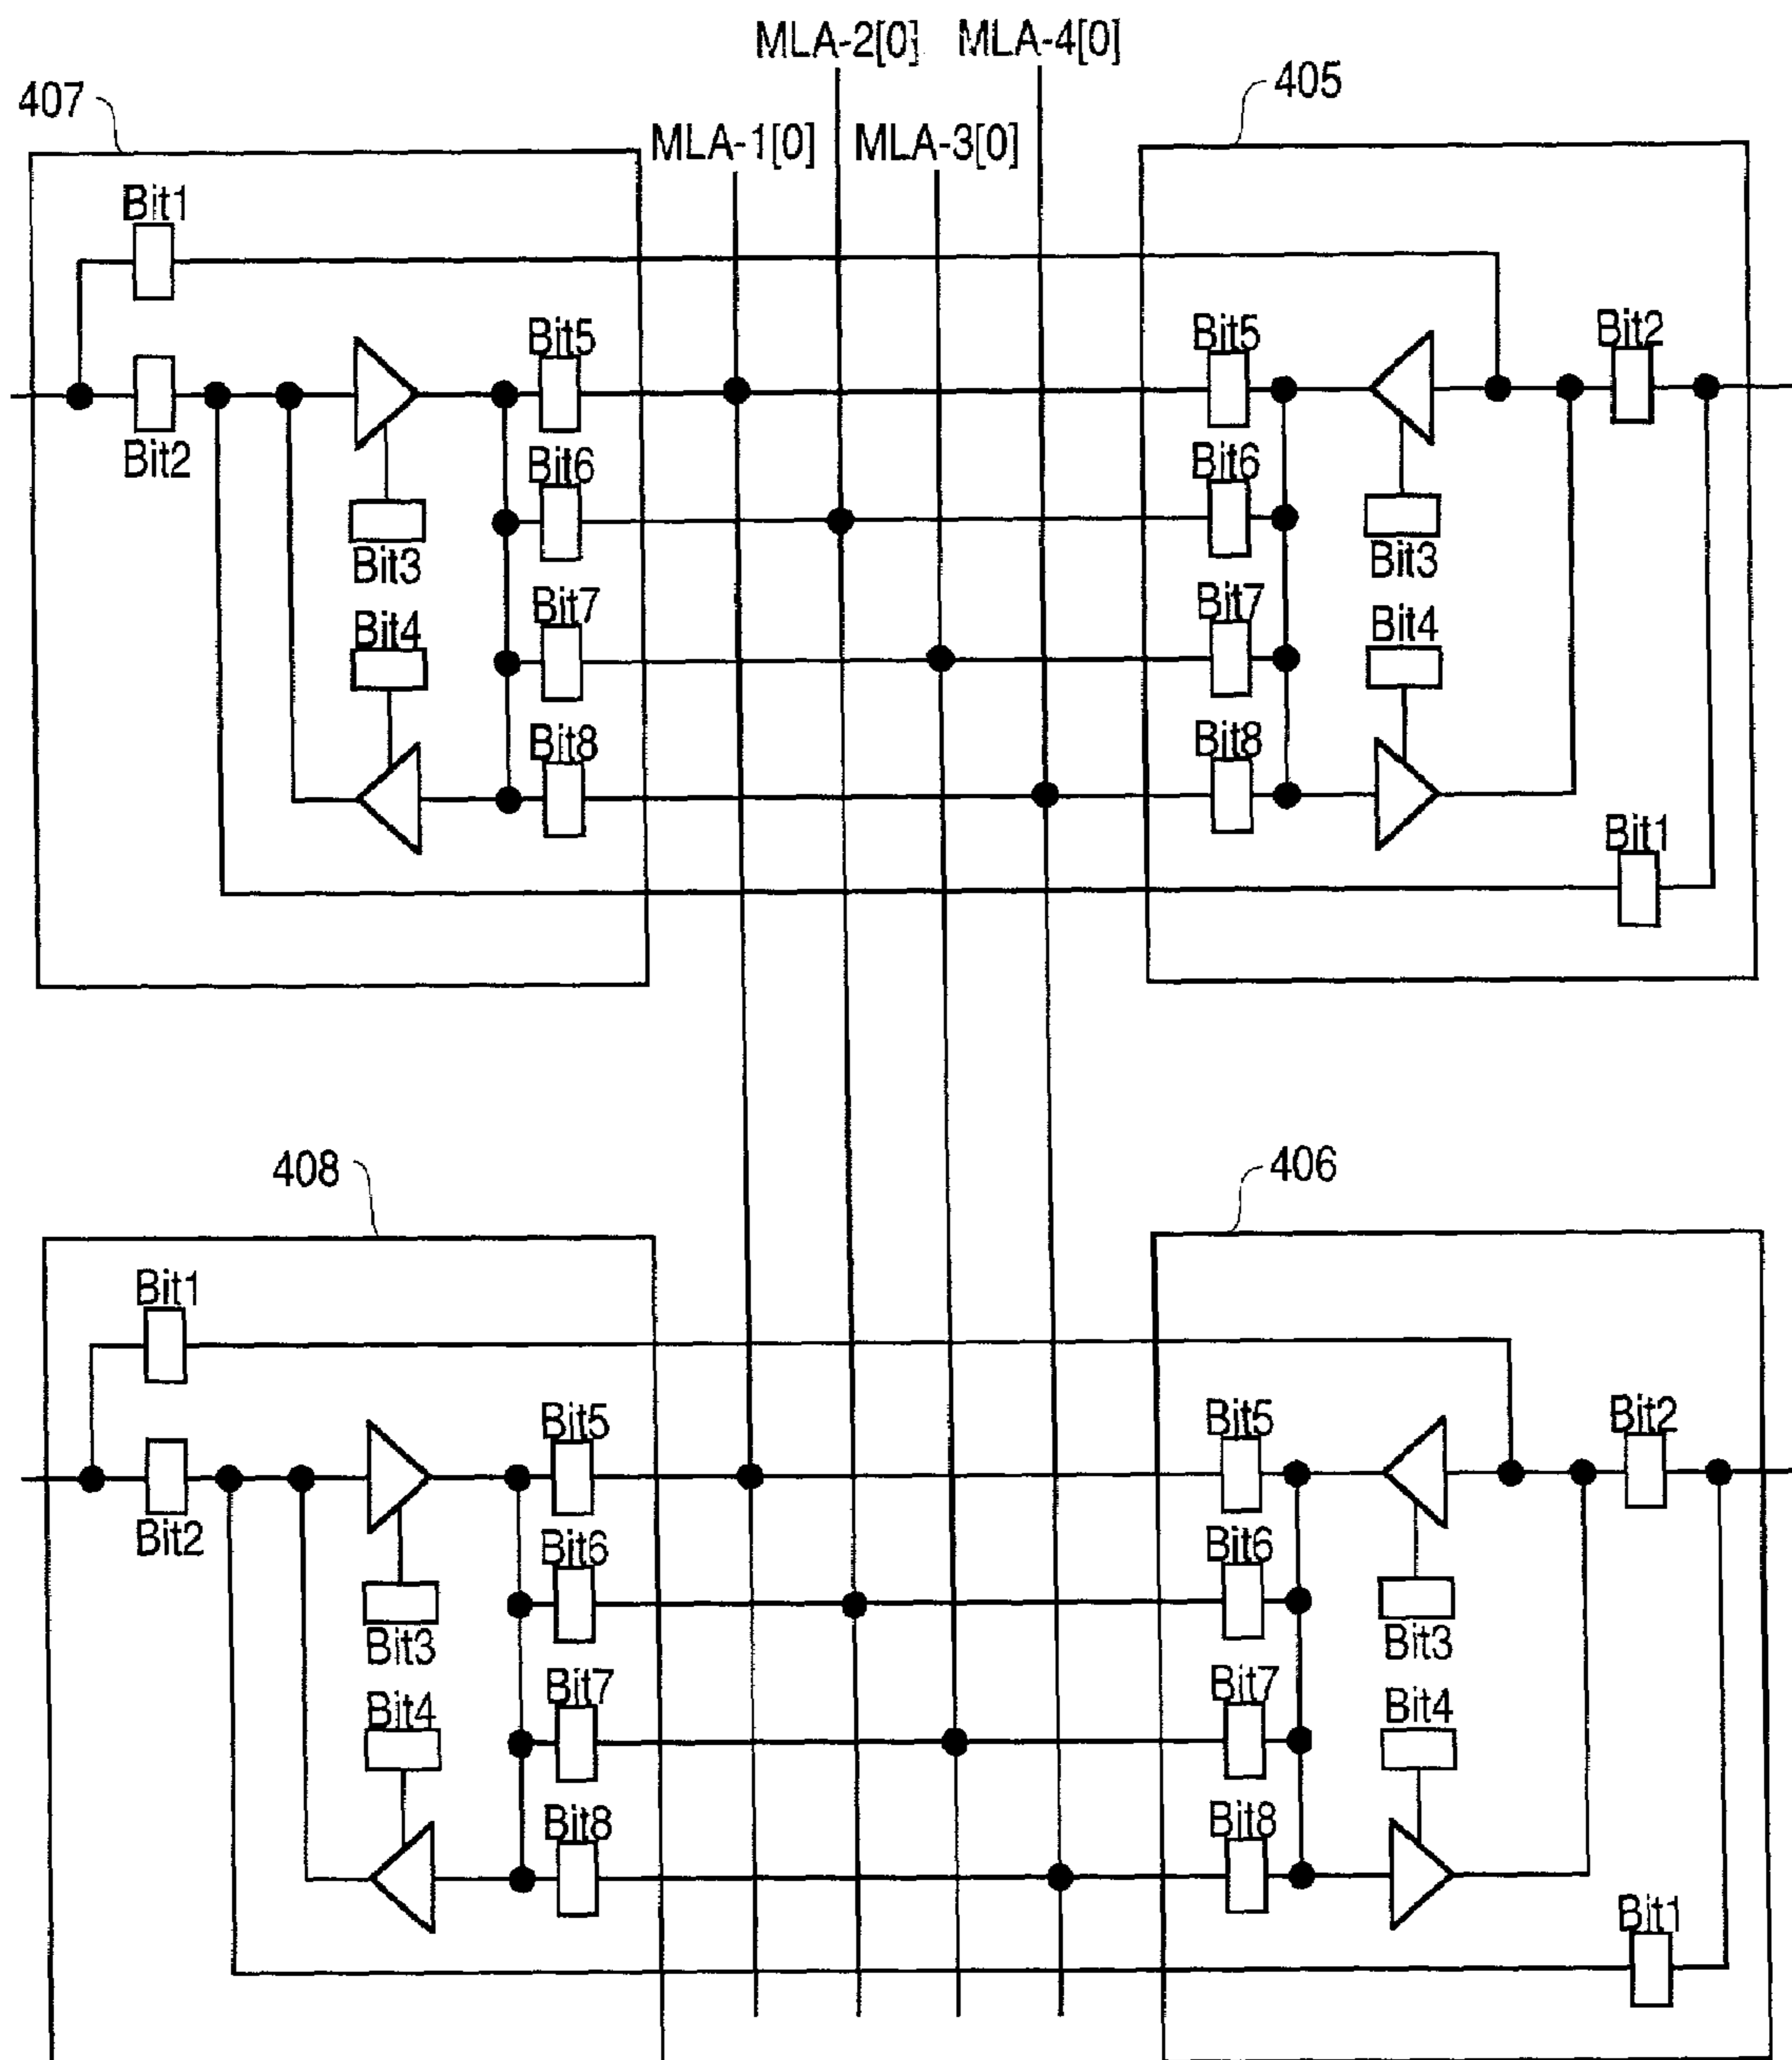 MLA-2[0] MLA-4[0]
407
405
MLA-1[0] MLA-3[0]
Bit1
Bit5
Bit5
Bit2
Bit2
Bit6
Bit6
Bit3
Bit3
Bit7
Bit7
Bit4
Bit4
Bit8
Bit8
Bit1
408
406
Bit1
Bit5
Bit5
Bit2
Bit2
Bit6
Bit6
Bit3
Bit3
Bit7
Bit7
Bit4
Bit4
Bit8
Bit8
Bit1